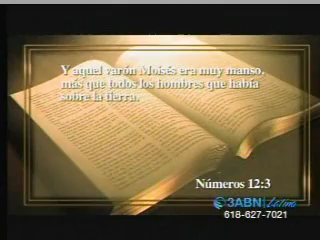 Y aquel varón Moisés era muy manso,
más que todos los hombres que había
sobre la tierra.
Números 12:3
3ABN Latino
618-627-7021